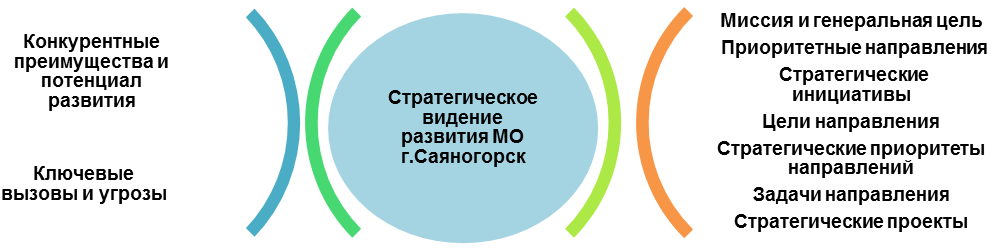 Конкурентные
преимущества и
потенциал
развития
Ключевые
вызовы и угрозы
Стратегическое
видение
развития МО
г.Саяногорск
Миссия и генеральная цель
Приоритетные направления
Стратегические
инициативы
Цели направления
Стратегические приоритеты
направлений
Задачи направления
Стратегические проекты